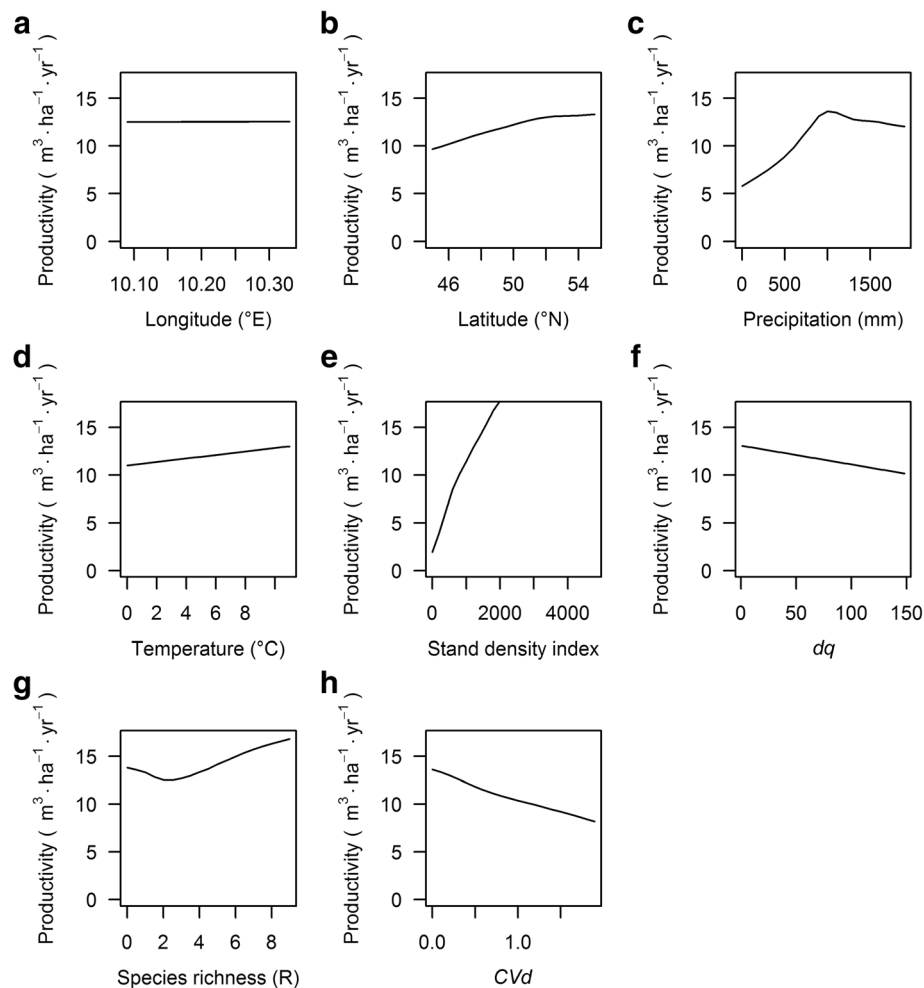 a
Productivity ( m³ · ha⁻¹ · yr⁻¹ )
15
10
5
0
10.10 10.20 10.30
Longitude (°E)
b
Productivity ( m³ · ha⁻¹ · yr⁻¹ )
15
10
5
0
46 50 54
Latitude (°N)
c
Productivity ( m³ · ha⁻¹ · yr⁻¹ )
15
10
5
0
0 500 1500
Precipitation (mm)
d
Productivity ( m³ · ha⁻¹ · yr⁻¹ )
15
10
5
0
0 2 4 6 8
Temperature (°C)
e
Productivity ( m³ · ha⁻¹ · yr⁻¹ )
15
10
5
0
0 2000 4000
Stand density index
f
Productivity ( m³ · ha⁻¹ · yr⁻¹ )
15
10
5
0
0 50 100 150
dq
g
Productivity ( m³ · ha⁻¹ · yr⁻¹ )
15
10
5
0
0 2 4 6 8
Species richness (R)
h
Productivity ( m³ · ha⁻¹ · yr⁻¹ )
15
10
5
0
0.0 1.0
CVd